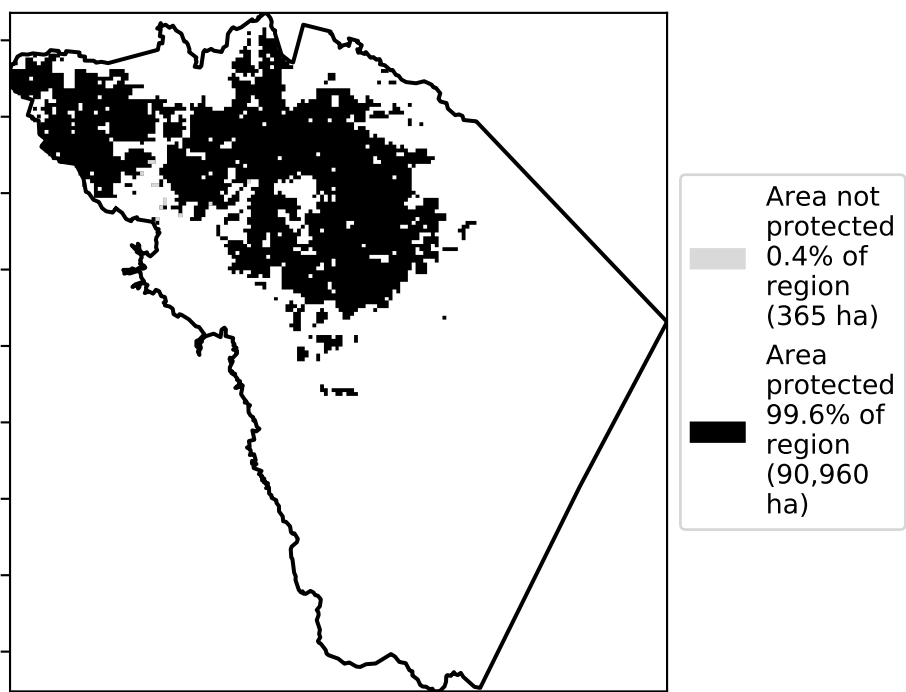 Area not
protected
0.4% of
region
(365 ha)
Area
protected
99.6% of
region
(90,960
ha)